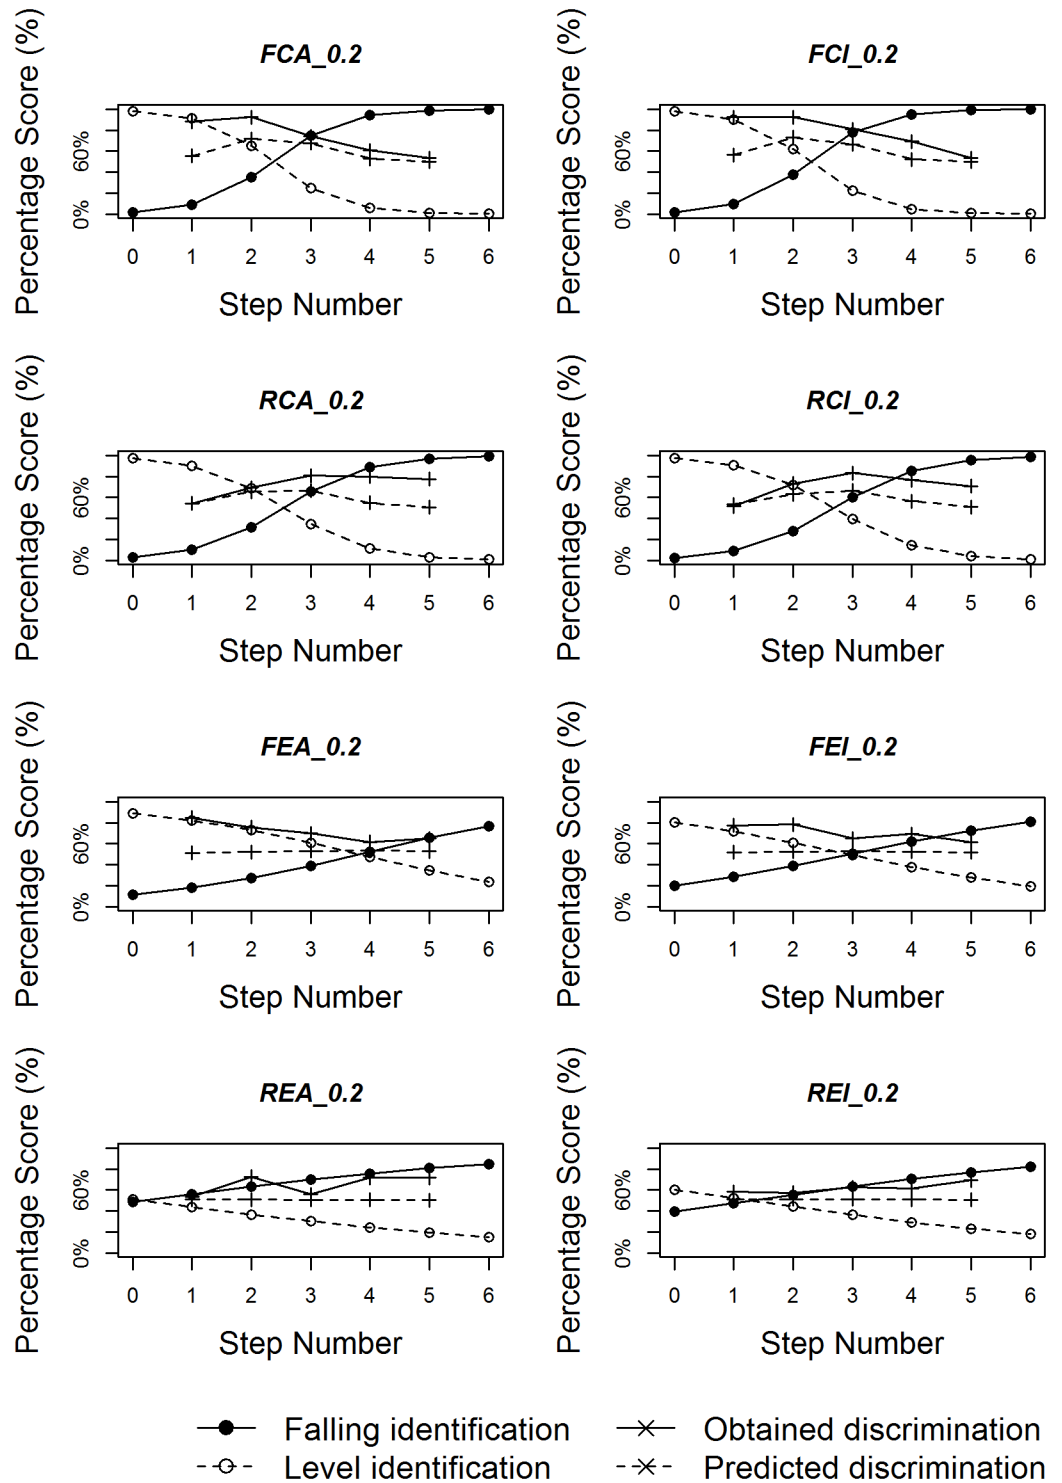 FCA_0.2
Percentage Score (%)
60%
0%
0 1 2 3 4 5 6
Step Number
FCI_0.2
Percentage Score (%)
60%
0%
0 1 2 3 4 5 6
Step Number
RCA_0.2
Percentage Score (%)
60%
0%
0 1 2 3 4 5 6
Step Number
RCI_0.2
Percentage Score (%)
60%
0%
0 1 2 3 4 5 6
Step Number
FEA_0.2
Percentage Score (%)
60%
0%
0 1 2 3 4 5 6
Step Number
FEI_0.2
Percentage Score (%)
60%
0%
0 1 2 3 4 5 6
Step Number
REA_0.2
Percentage Score (%)
60%
0%
0 1 2 3 4 5 6
Step Number
REI_0.2
Percentage Score (%)
60%
0%
0 1 2 3 4 5 6
Step Number
Falling identification
Level identification
Obtained discrimination
Predicted discrimination